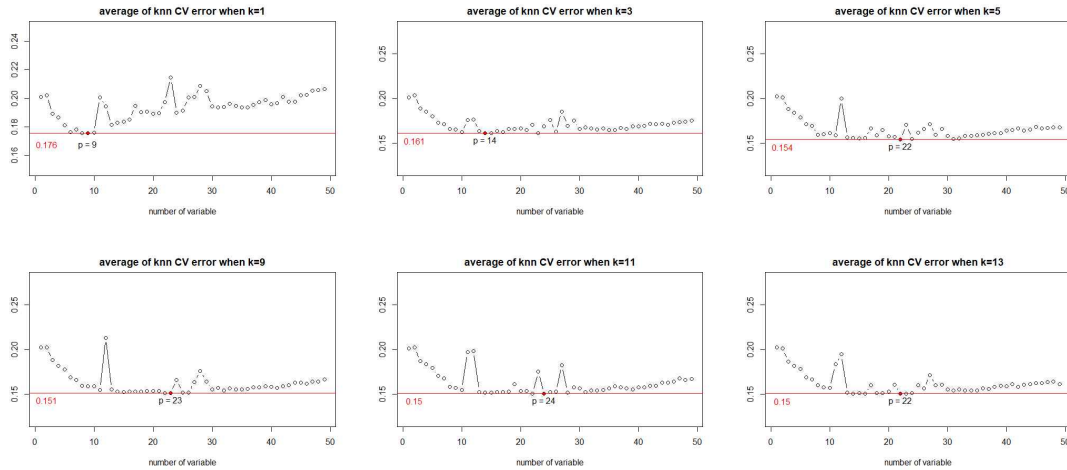 average of knn CV error when k=1
0.24
0.22
0.20
0.18
0.16
0.176
p = 9
0 10 20 30 40 50
number of variable
average of knn CV error when k=3
0.25
0.20
0.15
0.161
p = 14
0 10 20 30 40 50
number of variable
average of knn CV error when k=5
0.25
0.20
0.15
0.154
p = 22
0 10 20 30 40 50
number of variable
average of knn CV error when k=9
0.25
0.20
0.15
0.151
p = 23
0 10 20 30 40 50
number of variable
average of knn CV error when k=11
0.25
0.20
0.15
0.15
p = 24
0 10 20 30 40 50
number of variable
average of knn CV error when k=13
0.25
0.20
0.15
0.15
p = 22
0 10 20 30 40 50
number of variable